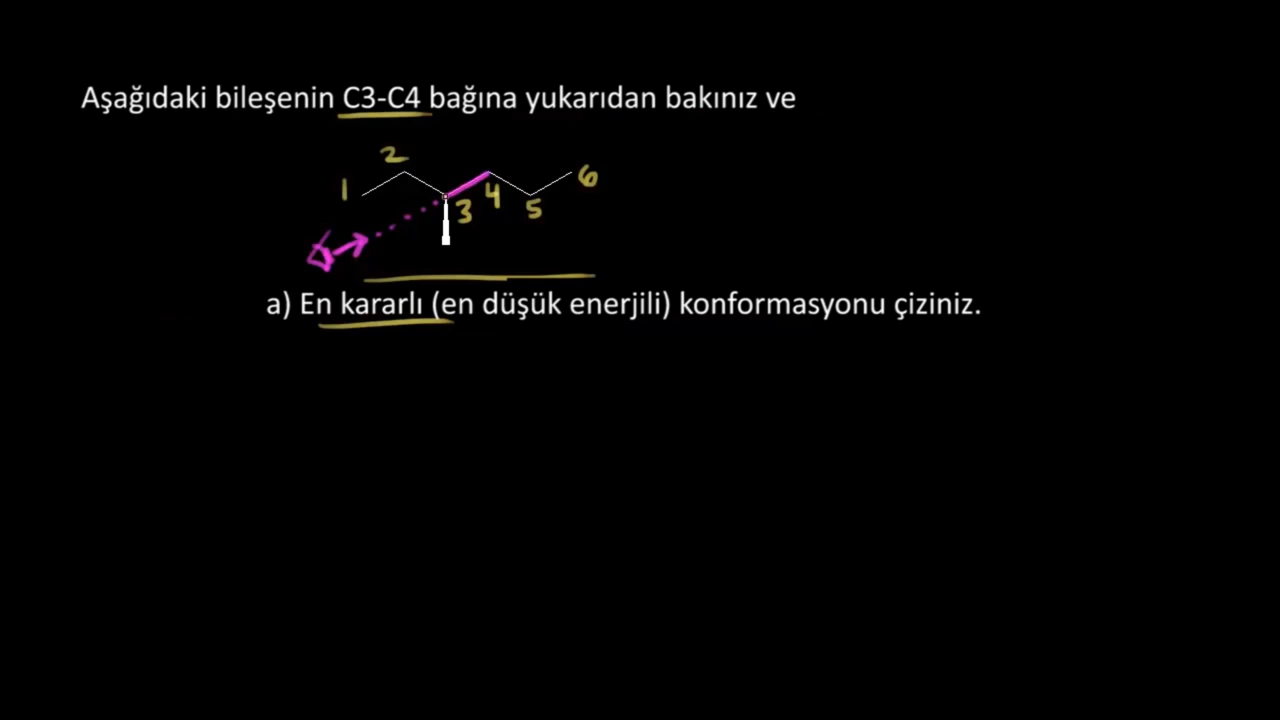 Aşağıdaki bileşenin C3-C4 bağına yukarıdan bakınız ve
2
1 6
3 4 5
a) En kararlı (en düşük enerjili) konformasyonu çiziniz.